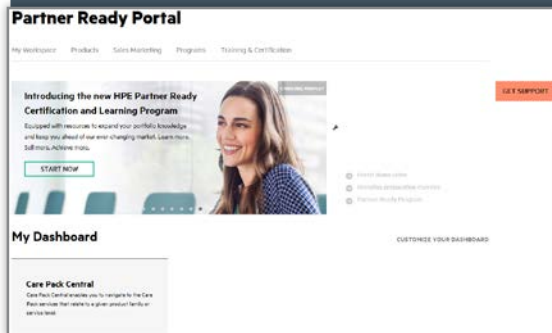 Partner Ready Portal
My Workspace Products Sales Marketing Programs Training & Certification
Introducing the new HPE Partner Ready
Certification and Learning Program
Equipped with resources to expand your portfolio knowledge
and keep you ahead of our ever-changing market. Learn more.
Sell more. Achieve more.
START NOW
GET SUPPORT
Partner Ready Program
My Dashboard
CUSTOMIZE YOUR DASHBOARD
Care Pack Central
Care Pack Central enables you to navigate to the Care
Pack services that relate to a given product family or
service level.